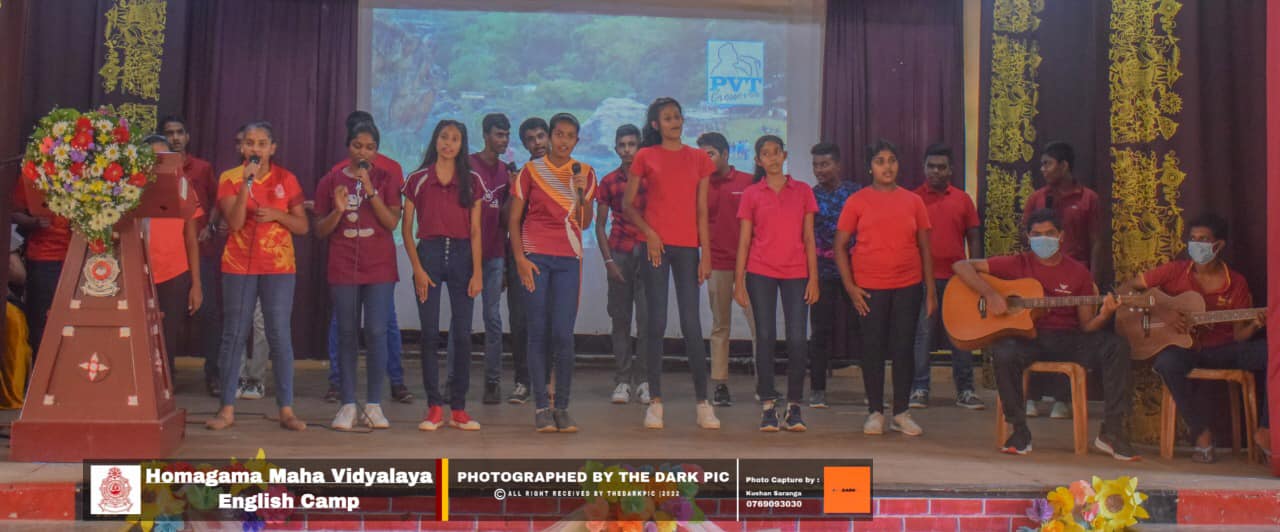 PVT
Homagama Maha Vidyalaya
English Camp
PHOTOGRAPHED BY THE DARK PIC
© ALL RIGHT RECEIVED BY THEDARKPIC |2022
Photo Capture by :
Kushan Saranga
0769093030
DARK